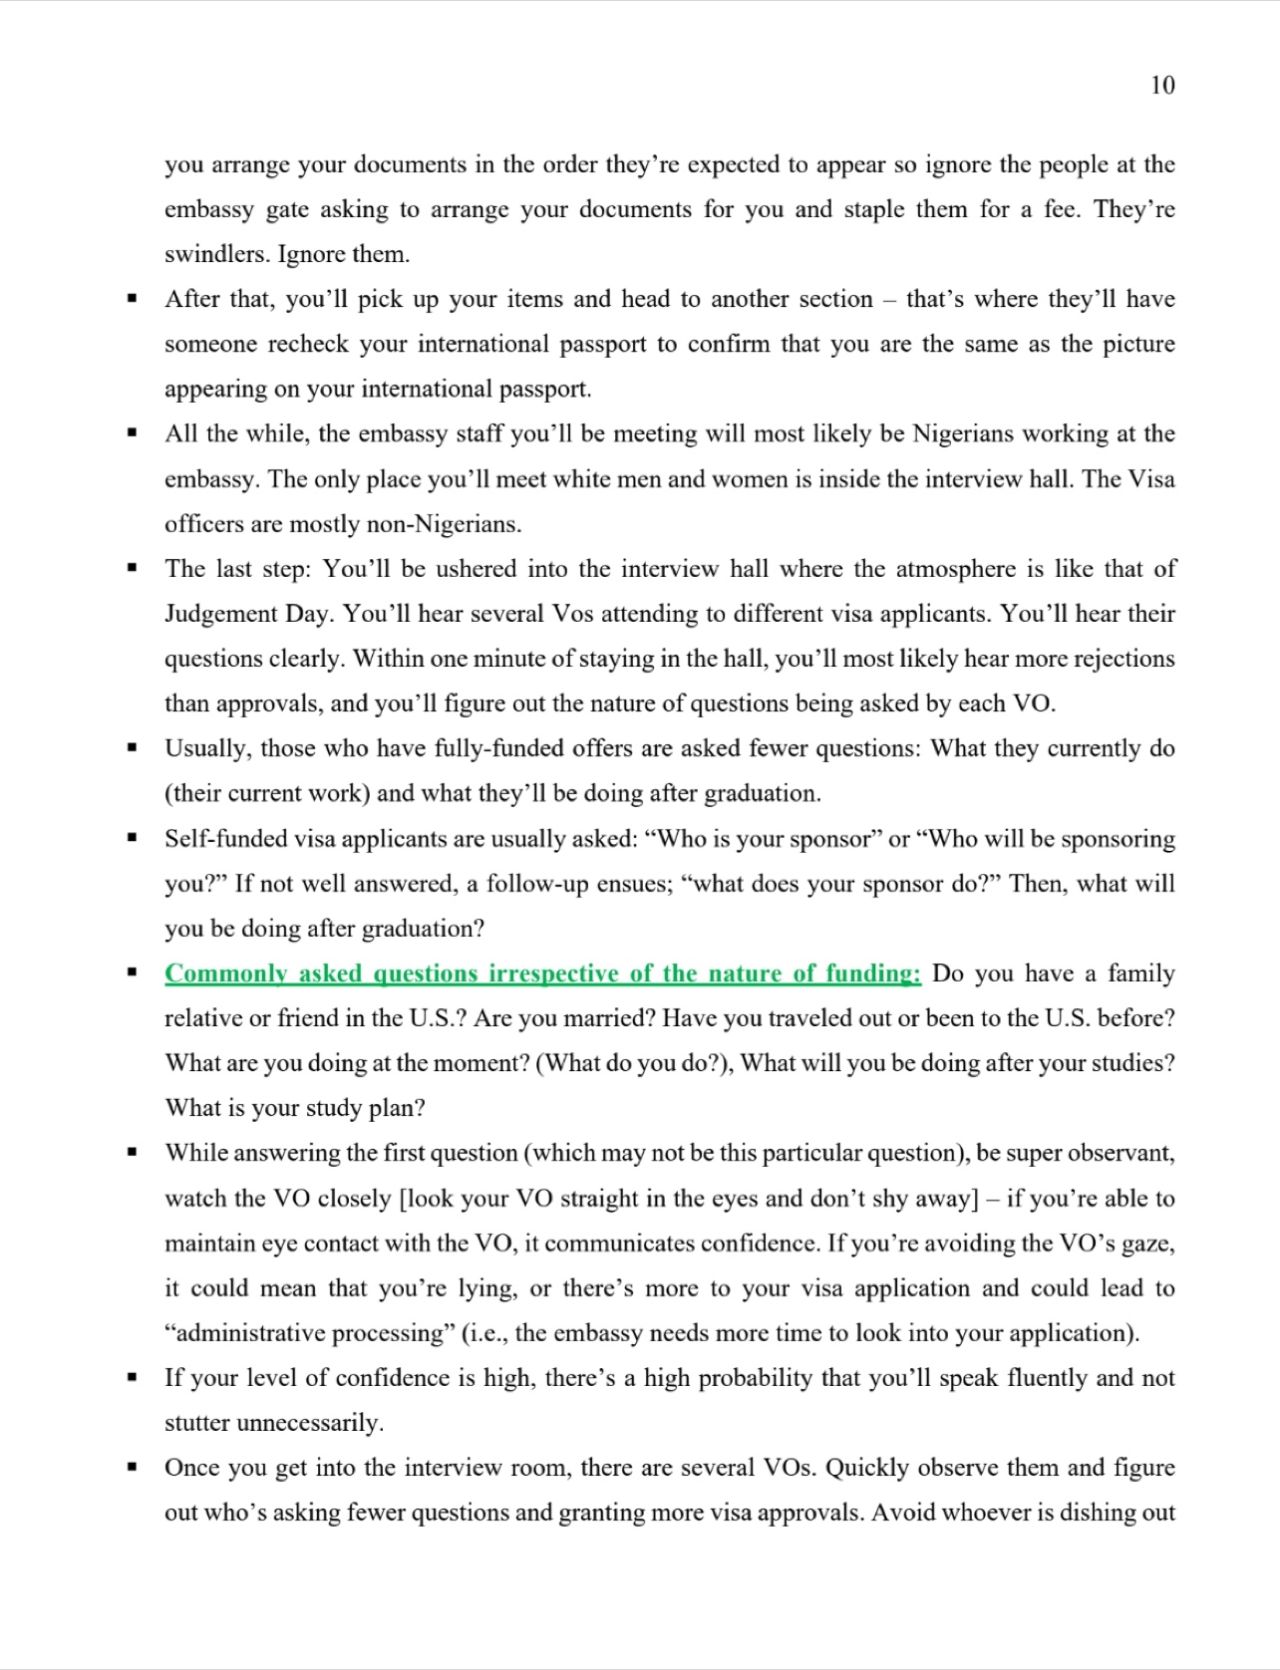 10
you arrange your documents in the order they’re expected to appear so ignore the people at the
embassy gate asking to arrange your documents for you and staple them for a fee. They’re
swindlers. Ignore them.
▪ After that, you’ll pick up your items and head to another section – that’s where they’ll have
someone recheck your international passport to confirm that you are the same as the picture
appearing on your international passport.
▪ All the while, the embassy staff you’ll be meeting will most likely be Nigerians working at the
embassy. The only place you’ll meet white men and women is inside the interview hall. The Visa
officers are mostly non-Nigerians.
▪ The last step: You’ll be ushered into the interview hall where the atmosphere is like that of
Judgement Day. You’ll hear several Vos attending to different visa applicants. You’ll hear their
questions clearly. Within one minute of staying in the hall, you’ll most likely hear more rejections
than approvals, and you’ll figure out the nature of questions being asked by each VO.
▪ Usually, those who have fully-funded offers are asked fewer questions: What they currently do
(their current work) and what they’ll be doing after graduation.
▪ Self-funded visa applicants are usually asked: “Who is your sponsor” or “Who will be sponsoring
you?” If not well answered, a follow-up ensues; “what does your sponsor do?” Then, what will
you be doing after graduation?
▪ Commonly asked questions irrespective of the nature of funding: Do you have a family
relative or friend in the U.S.? Are you married? Have you traveled out or been to the U.S. before?
What are you doing at the moment? (What do you do?), What will you be doing after your studies?
What is your study plan?
▪ While answering the first question (which may not be this particular question), be super observant,
watch the VO closely [look your VO straight in the eyes and don’t shy away] – if you’re able to
maintain eye contact with the VO, it communicates confidence. If you’re avoiding the VO’s gaze,
it could mean that you’re lying, or there’s more to your visa application and could lead to
“administrative processing” (i.e., the embassy needs more time to look into your application).
▪ If your level of confidence is high, there’s a high probability that you’ll speak fluently and not
stutter unnecessarily.
▪ Once you get into the interview room, there are several VOs. Quickly observe them and figure
out who’s asking fewer questions and granting more visa approvals. Avoid whoever is dishing out